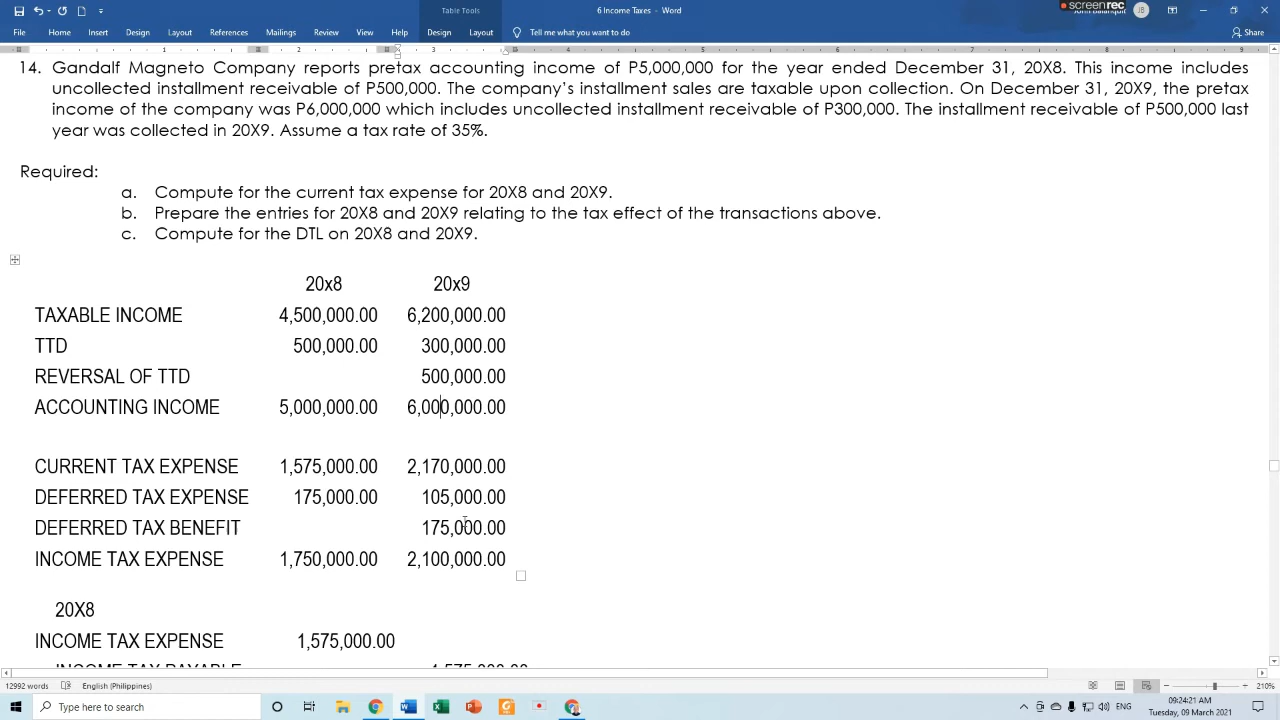 Table Tools
6 Income Taxes - Word
screenrec
File Home Insert Design Layout References Mailings Review View Help Design Layout Tell me what you want to do Share
14. Gandalf Magneto Company reports pretax accounting income of P5,000,000 for the year ended December 31, 20X8. This income includes
uncollected installment receivable of P500,000. The company's installment sales are taxable upon collection. On December 31, 20X9, the pretax
income of the company was P6,000,000 which includes uncollected installment receivable of P300,000. The installment receivable of P500,000 last
year was collected in 20X9. Assume a tax rate of 35%.
Required:
a. Compute for the current tax expense for 20X8 and 20X9.
b. Prepare the entries for 20X8 and 20X9 relating to the tax effect of the transactions above.
c. Compute for the DTL on 20X8 and 20X9.
20x8 20x9
TAXABLE INCOME 4,500,000.00 6,200,000.00
TTD 500,000.00 300,000.00
REVERSAL OF TTD 500,000.00
ACCOUNTING INCOME 5,000,000.00 6,000,000.00
CURRENT TAX EXPENSE 1,575,000.00 2,170,000.00
DEFERRED TAX EXPENSE 175,000.00 105,000.00
DEFERRED TAX BENEFIT 175,000.00
INCOME TAX EXPENSE 1,750,000.00 2,100,000.00
20X8
INCOME TAX EXPENSE 1,575,000.00
INCOME TAX PAYABLE 1,575,000.00
12992 words English (Philippines) 210%
Type here to search
ENG
09:24:21 AM
Tuesday, 09 March 2021